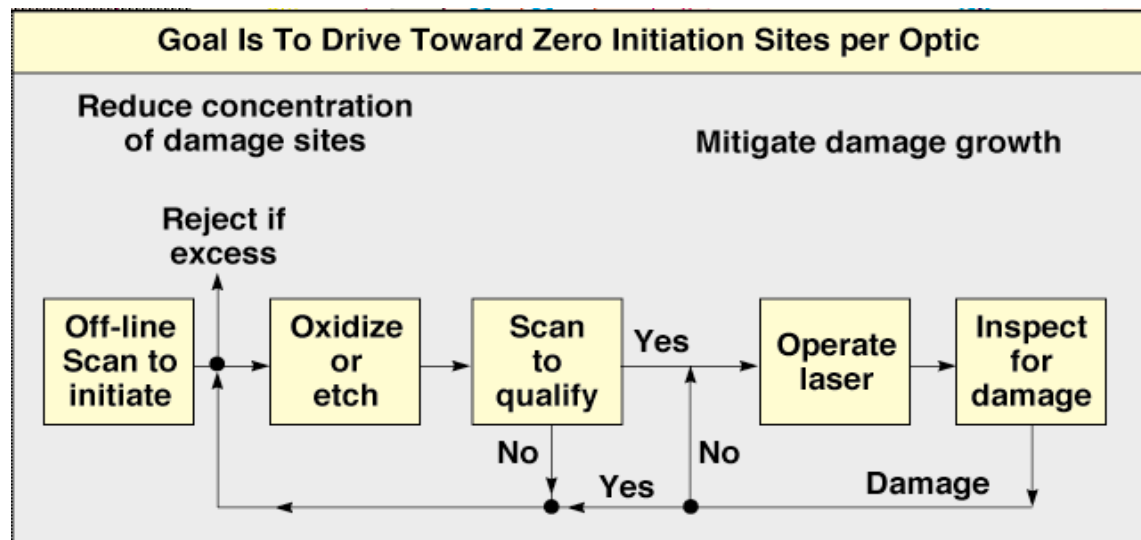 Goal Is To Drive Toward Zero Initiation Sites per Optic
Reduce concentration
of damage sites
Mitigate damage growth
Reject if
excess
Off-line
Scan to
initiate
Oxidize
or
etch
Scan
to
qualify
Yes
Operate
laser
Inspect
for
damage
No
No
Yes
Damage